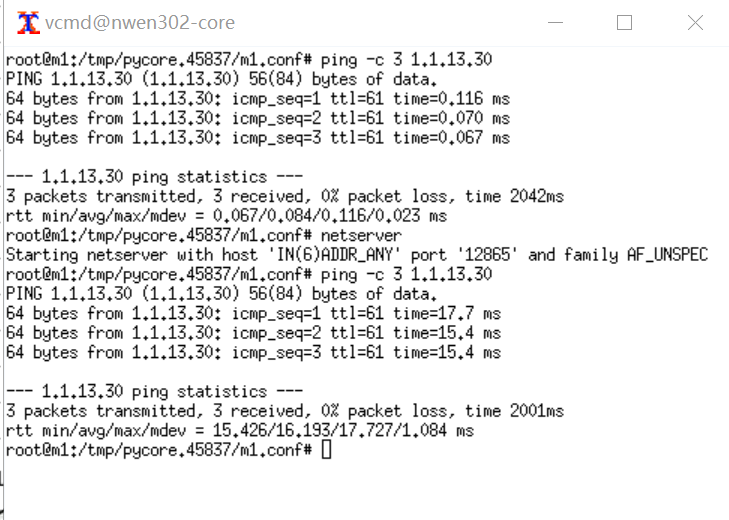 vcmd@nwen302-core
root@m1:/tmp/pycore.45837/m1.conf# ping -c 3 1.1.13.30
PING 1.1.13.30 (1.1.13.30) 56(84) bytes of data.
64 bytes from 1.1.13.30: icmp_seq=1 ttl=61 time=0.116 ms
64 bytes from 1.1.13.30: icmp_seq=2 ttl=61 time=0.070 ms
64 bytes from 1.1.13.30: icmp_seq=3 ttl=61 time=0.067 ms
--- 1.1.13.30 ping statistics ---
3 packets transmitted, 3 received, 0% packet loss, time 2042ms
rtt min/avg/max/mdev = 0.067/0.084/0.116/0.023 ms
root@m1:/tmp/pycore.45837/m1.conf# netserver
Starting netserver with host 'IN(6)ADDR_ANY' port '12865' and family AF_UNSPEC
root@m1:/tmp/pycore.45837/m1.conf# ping -c 3 1.1.13.30
PING 1.1.13.30 (1.1.13.30) 56(84) bytes of data.
64 bytes from 1.1.13.30: icmp_seq=1 ttl=61 time=17.7 ms
64 bytes from 1.1.13.30: icmp_seq=2 ttl=61 time=15.4 ms
64 bytes from 1.1.13.30: icmp_seq=3 ttl=61 time=15.4 ms
--- 1.1.13.30 ping statistics ---
3 packets transmitted, 3 received, 0% packet loss, time 2001ms
rtt min/avg/max/mdev = 15.426/16.193/17.727/1.084 ms
root@m1:/tmp/pycore.45837/m1.conf#